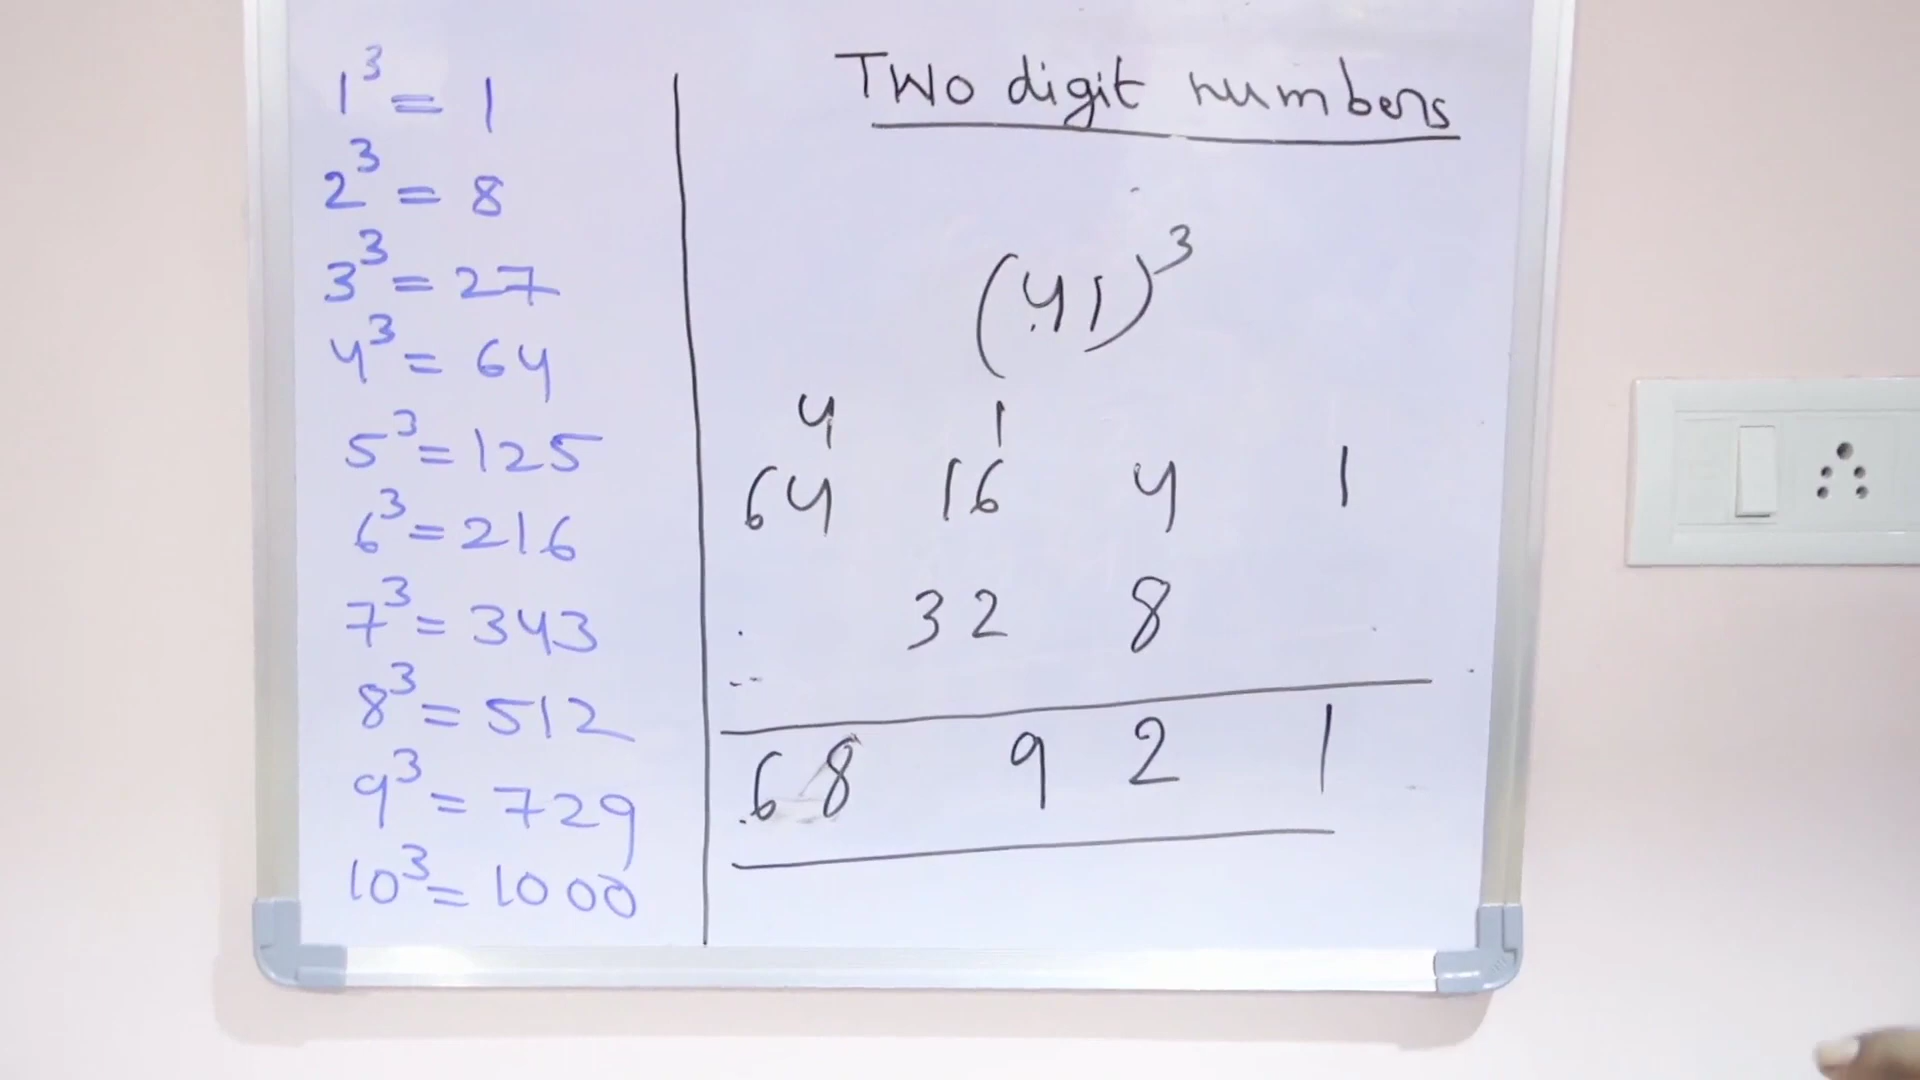 1³ = 1
2³ = 8
3³ = 27
4³ = 64
5³ = 125
6³ = 216
7³ = 343
8³ = 512
9³ = 729
10³ = 1000
Two digit numbers
(41)³
4 1
64 16 4 1
32 8
68 9 2 1